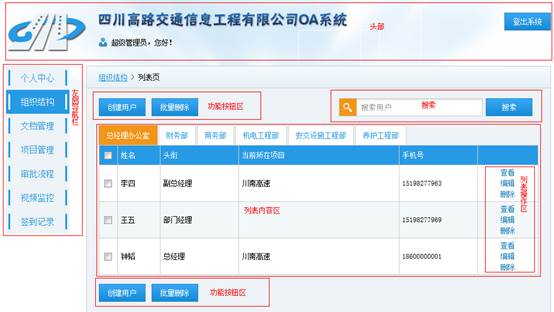 四川高路交通信息工程有限公司OA系统
头部
登出系统
超级管理员，您好！
左侧导航栏
个人中心
组织结构
文档管理
项目管理
审批流程
视频监控
签到记录
组织结构 > 列表页
创建用户 批量删除 功能按钮区
搜索用户 搜索 搜索
总经理办公室 财务部 商务部 机电工程部 安交设施工程部 养护工程部
姓名 头衔 当前所在项目 手机号
李四 副总经理 川南高速 15198277963 查看 编辑 删除
王五 部门经理 川南高速 15198277969 查看 编辑 删除
钟韬 总经理 川南高速 18600000001 查看 编辑 删除
列表内容区
列表操作区
创建用户 批量删除 功能按钮区